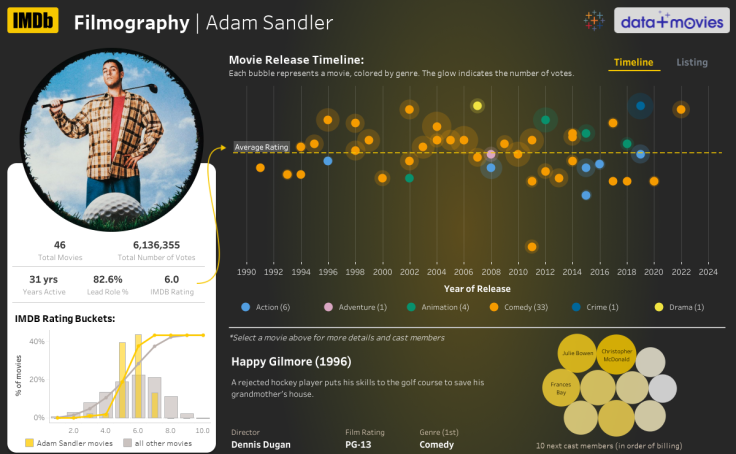 IMDb
Filmography | Adam Sandler
data+movies
Movie Release Timeline:
Each bubble represents a movie, colored by genre. The glow indicates the number of votes.
Timeline
Listing
Average Rating
1990 1992 1994 1996 1998 2000 2002 2004 2006 2008 2010 2012 2014 2016 2018 2020 2022 2024
Year of Release
Action (6)
Adventure (1)
Animation (4)
Comedy (33)
Crime (1)
Drama (1)
46
Total Movies
6,136,355
Total Number of Votes
31 yrs
Years Active
82.6%
Lead Role %
6.0
IMDB Rating
IMDB Rating Buckets:
% of movies
40%
20%
0%
2.0 4.0 6.0 8.0 10.0
Adam Sandler movies
all other movies
*Select a movie above for more details and cast members
Happy Gilmore (1996)
A rejected hockey player puts his skills to the golf course to save his
grandmother's house.
Director
Dennis Dugan
Film Rating
PG-13
Genre (1st)
Comedy
Julie Bowen
Christopher
McDonald
Frances
Bay
10 next cast members (in order of billing)